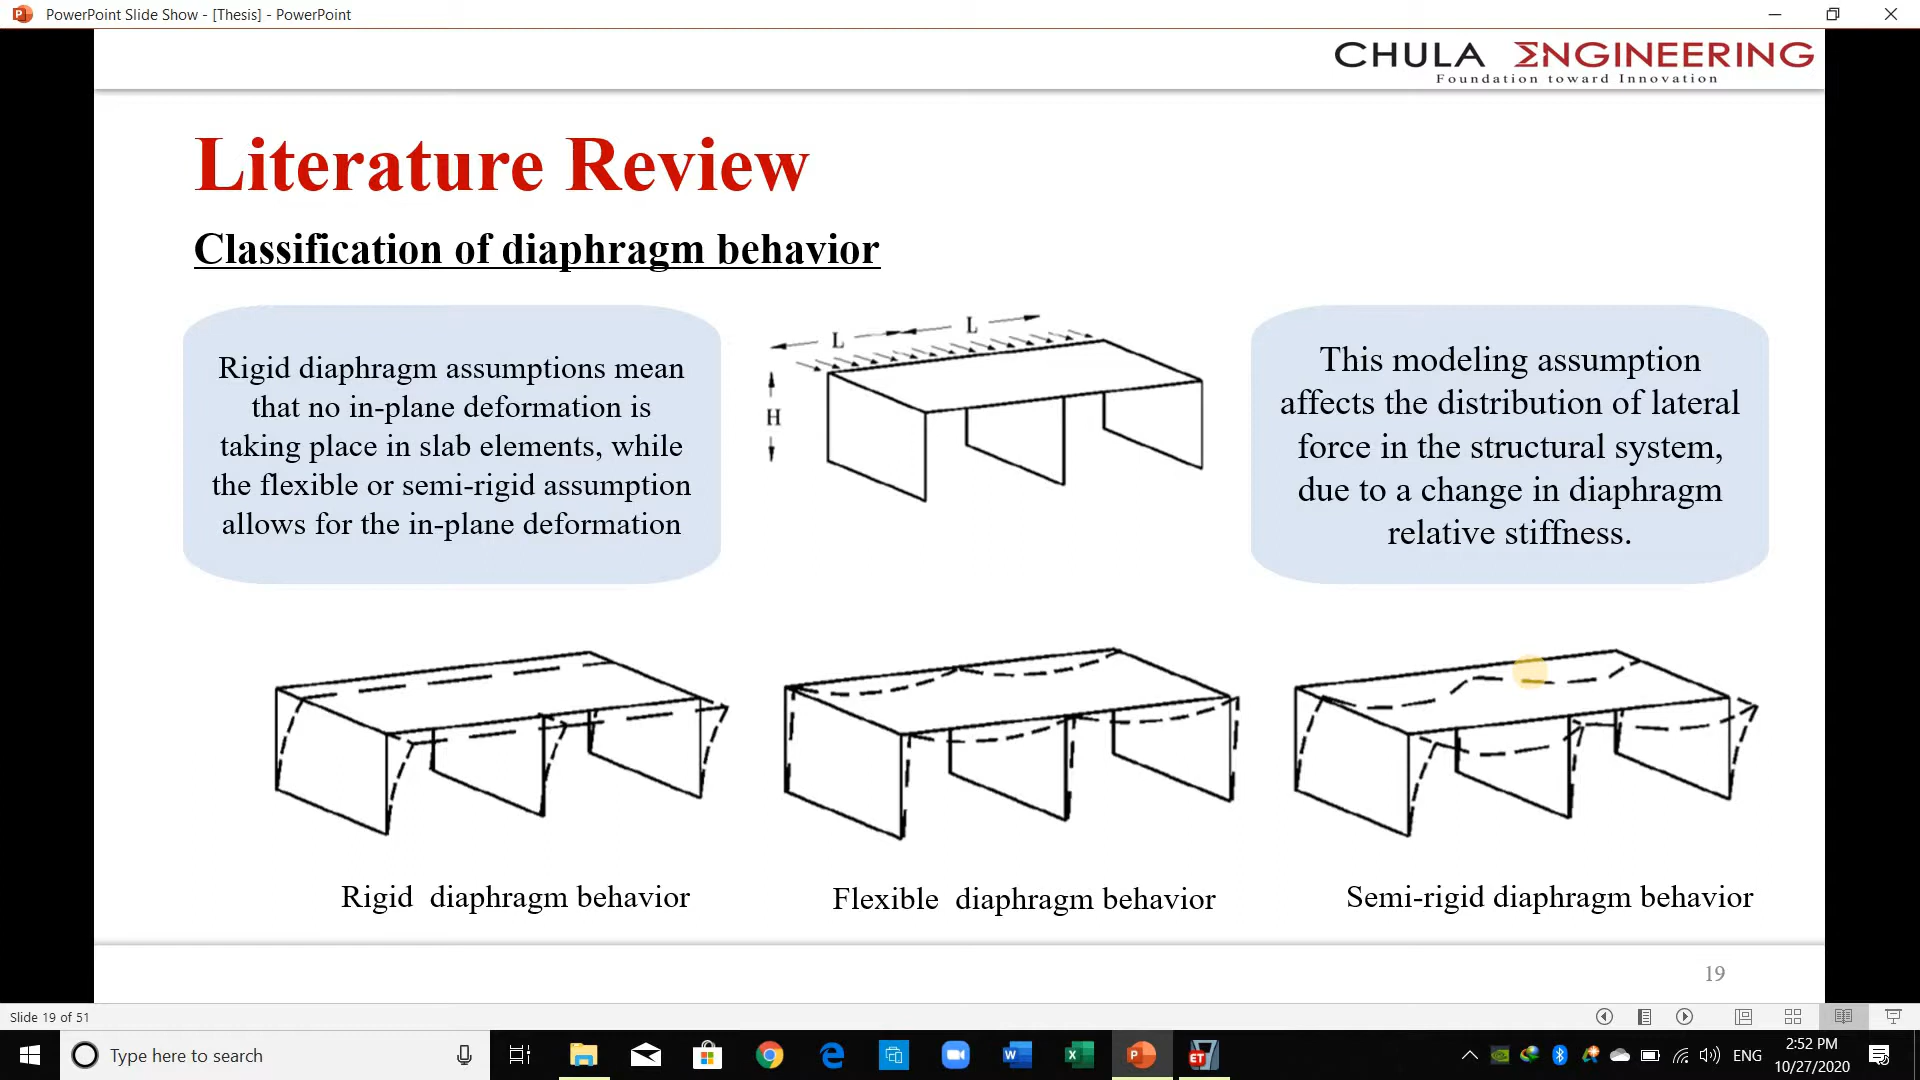 PowerPoint Slide Show - [Thesis] - PowerPoint
CHULA ΣNGINEERING
Foundation toward Innovation
Literature Review
Classification of diaphragm behavior
Rigid diaphragm assumptions mean
that no in-plane deformation is
taking place in slab elements, while
the flexible or semi-rigid assumption
allows for the in-plane deformation
L
L
H
This modeling assumption
affects the distribution of lateral
force in the structural system,
due to a change in diaphragm
relative stiffness.
Rigid diaphragm behavior
Flexible diaphragm behavior
Semi-rigid diaphragm behavior
19
Slide 19 of 51
Type here to search
ENG
2:52 PM
10/27/2020